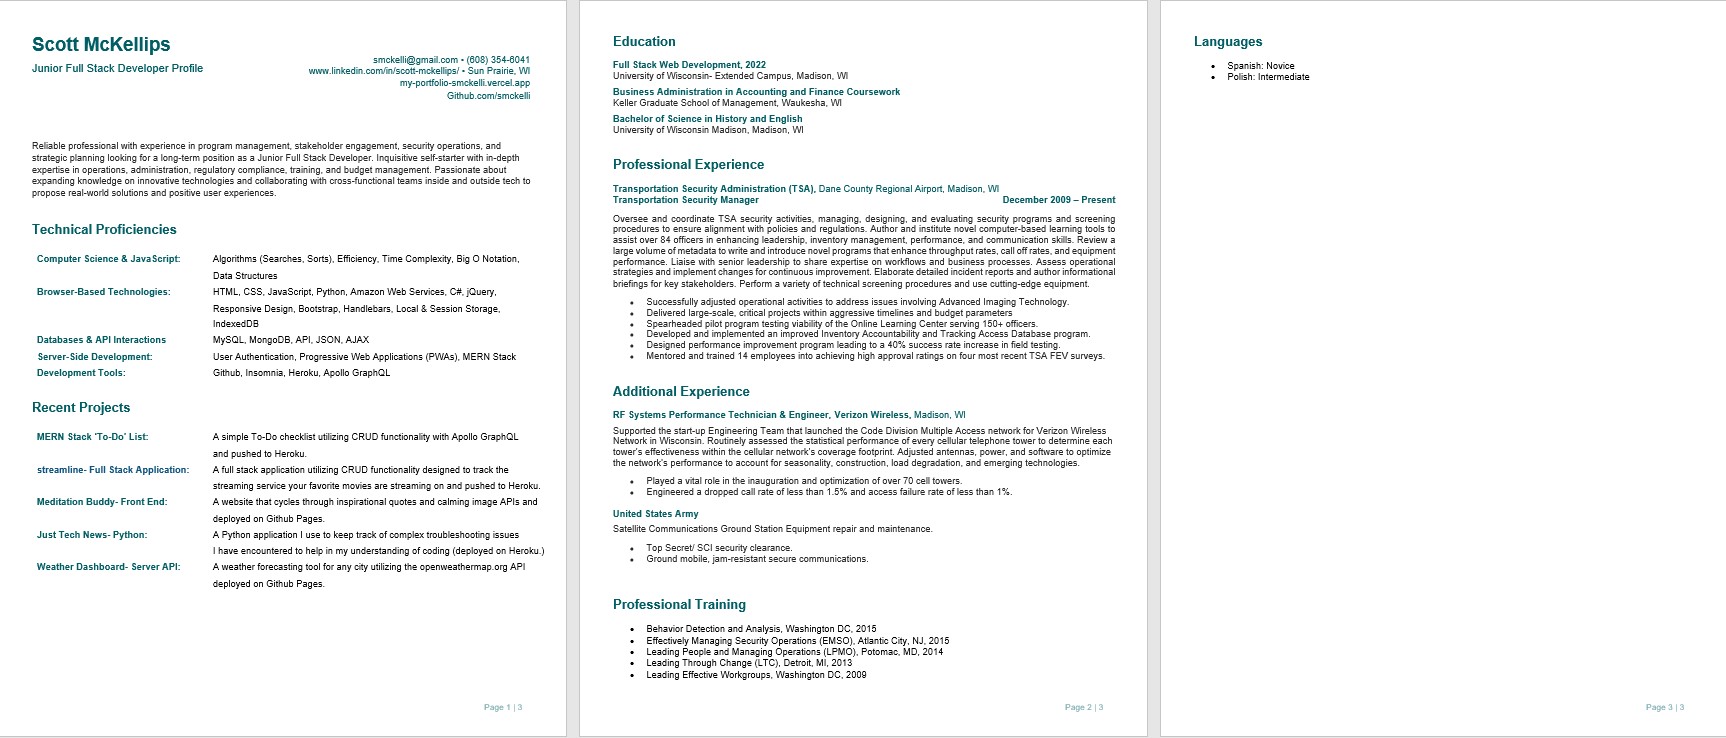 Scott McKellips
Junior Full Stack Developer Profile
smckelli@gmail.com • (608) 354-6041
www.linkedin.com/in/scott-mckellips/ • Sun Prairie, WI
my-portfolio-smckelli.vercel.app
Github.com/smckelli
Reliable professional with experience in program management, stakeholder engagement, security operations, and
strategic planning looking for a long-term position as a Junior Full Stack Developer. Inquisitive self-starter with in-depth
expertise in operations, administration, regulatory compliance, training, and budget management. Passionate about
expanding knowledge on innovative technologies and collaborating with cross-functional teams inside and outside tech to
propose real-world solutions and positive user experiences.
Technical Proficiencies
Computer Science & JavaScript: Algorithms (Searches, Sorts), Efficiency, Time Complexity, Big O Notation,
Data Structures
Browser-Based Technologies: HTML, CSS, JavaScript, Python, Amazon Web Services, C#, jQuery,
Responsive Design, Bootstrap, Handlebars, Local & Session Storage,
IndexedDB
Databases & API Interactions MySQL, MongoDB, API, JSON, AJAX
Server-Side Development: User Authentication, Progressive Web Applications (PWAs), MERN Stack
Development Tools: Github, Insomnia, Heroku, Apollo GraphQL
Recent Projects
MERN Stack 'To-Do' List: A simple To-Do checklist utilizing CRUD functionality with Apollo GraphQL
and pushed to Heroku.
streamline- Full Stack Application: A full stack application utilizing CRUD functionality designed to track the
streaming service your favorite movies are streaming on and pushed to Heroku.
Meditation Buddy- Front End: A website that cycles through inspirational quotes and calming image APIs and
deployed on Github Pages.
Just Tech News- Python: A Python application I use to keep track of complex troubleshooting issues
I have encountered to help in my understanding of coding (deployed on Heroku.)
Weather Dashboard- Server API: A weather forecasting tool for any city utilizing the openweathermap.org API
deployed on Github Pages.
Page 1 | 3
Education
Full Stack Web Development, 2022
University of Wisconsin- Extended Campus, Madison, WI
Business Administration in Accounting and Finance Coursework
Keller Graduate School of Management, Waukesha, WI
Bachelor of Science in History and English
University of Wisconsin Madison, Madison, WI
Professional Experience
Transportation Security Administration (TSA), Dane County Regional Airport, Madison, WI
Transportation Security Manager December 2009 – Present
Oversee and coordinate TSA security activities, managing, designing, and evaluating security programs and screening
procedures to ensure alignment with policies and regulations. Author and institute novel computer-based learning tools to
assist over 84 officers in enhancing leadership, inventory management, performance, and communication skills. Review a
large volume of metadata to write and introduce novel programs that enhance throughput rates, call off rates, and equipment
performance. Liaise with senior leadership to share expertise on workflows and business processes. Assess operational
strategies and implement changes for continuous improvement. Elaborate detailed incident reports and author informational
briefings for key stakeholders. Perform a variety of technical screening procedures and use cutting-edge equipment.
• Successfully adjusted operational activities to address issues involving Advanced Imaging Technology.
• Delivered large-scale, critical projects within aggressive timelines and budget parameters
• Spearheaded pilot program testing viability of the Online Learning Center serving 150+ officers.
• Developed and implemented an improved Inventory Accountability and Tracking Access Database program.
• Designed performance improvement program leading to a 40% success rate increase in field testing.
• Mentored and trained 14 employees into achieving high approval ratings on four most recent TSA FEV surveys.
Additional Experience
RF Systems Performance Technician & Engineer, Verizon Wireless, Madison, WI
Supported the start-up Engineering Team that launched the Code Division Multiple Access network for Verizon Wireless
Network in Wisconsin. Routinely assessed the statistical performance of every cellular telephone tower to determine each
tower's effectiveness within the cellular network's coverage footprint. Adjusted antennas, power, and software to optimize
the network's performance to account for seasonality, construction, load degradation, and emerging technologies.
• Played a vital role in the inauguration and optimization of over 70 cell towers.
• Engineered a dropped call rate of less than 1.5% and access failure rate of less than 1%.
United States Army
Satellite Communications Ground Station Equipment repair and maintenance.
• Top Secret/ SCI security clearance.
• Ground mobile, jam-resistant secure communications.
Professional Training
• Behavior Detection and Analysis, Washington DC, 2015
• Effectively Managing Security Operations (EMSO), Atlantic City, NJ, 2015
• Leading People and Managing Operations (LPMO), Potomac, MD, 2014
• Leading Through Change (LTC), Detroit, MI, 2013
• Leading Effective Workgroups, Washington DC, 2009
Page 2 | 3
Languages
• Spanish: Novice
• Polish: Intermediate
Page 3 | 3